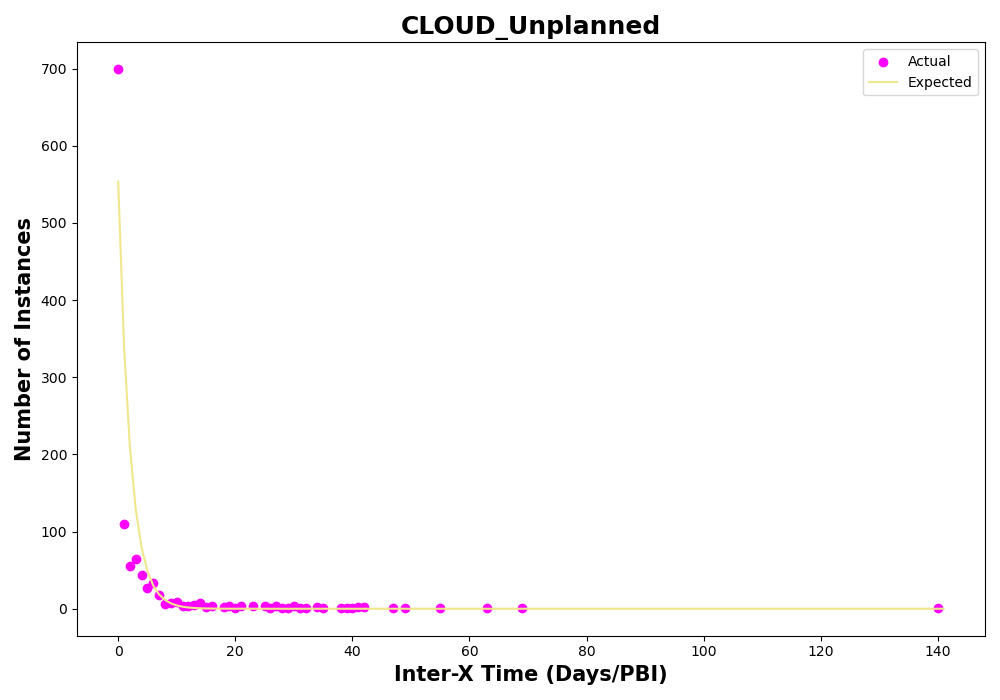 CLOUD_Unplanned
Actual
Expected
Number of Instances
700
600
500
400
300
200
100
0
0 20 40 60 80 100 120 140
Inter-X Time (Days/PBI)